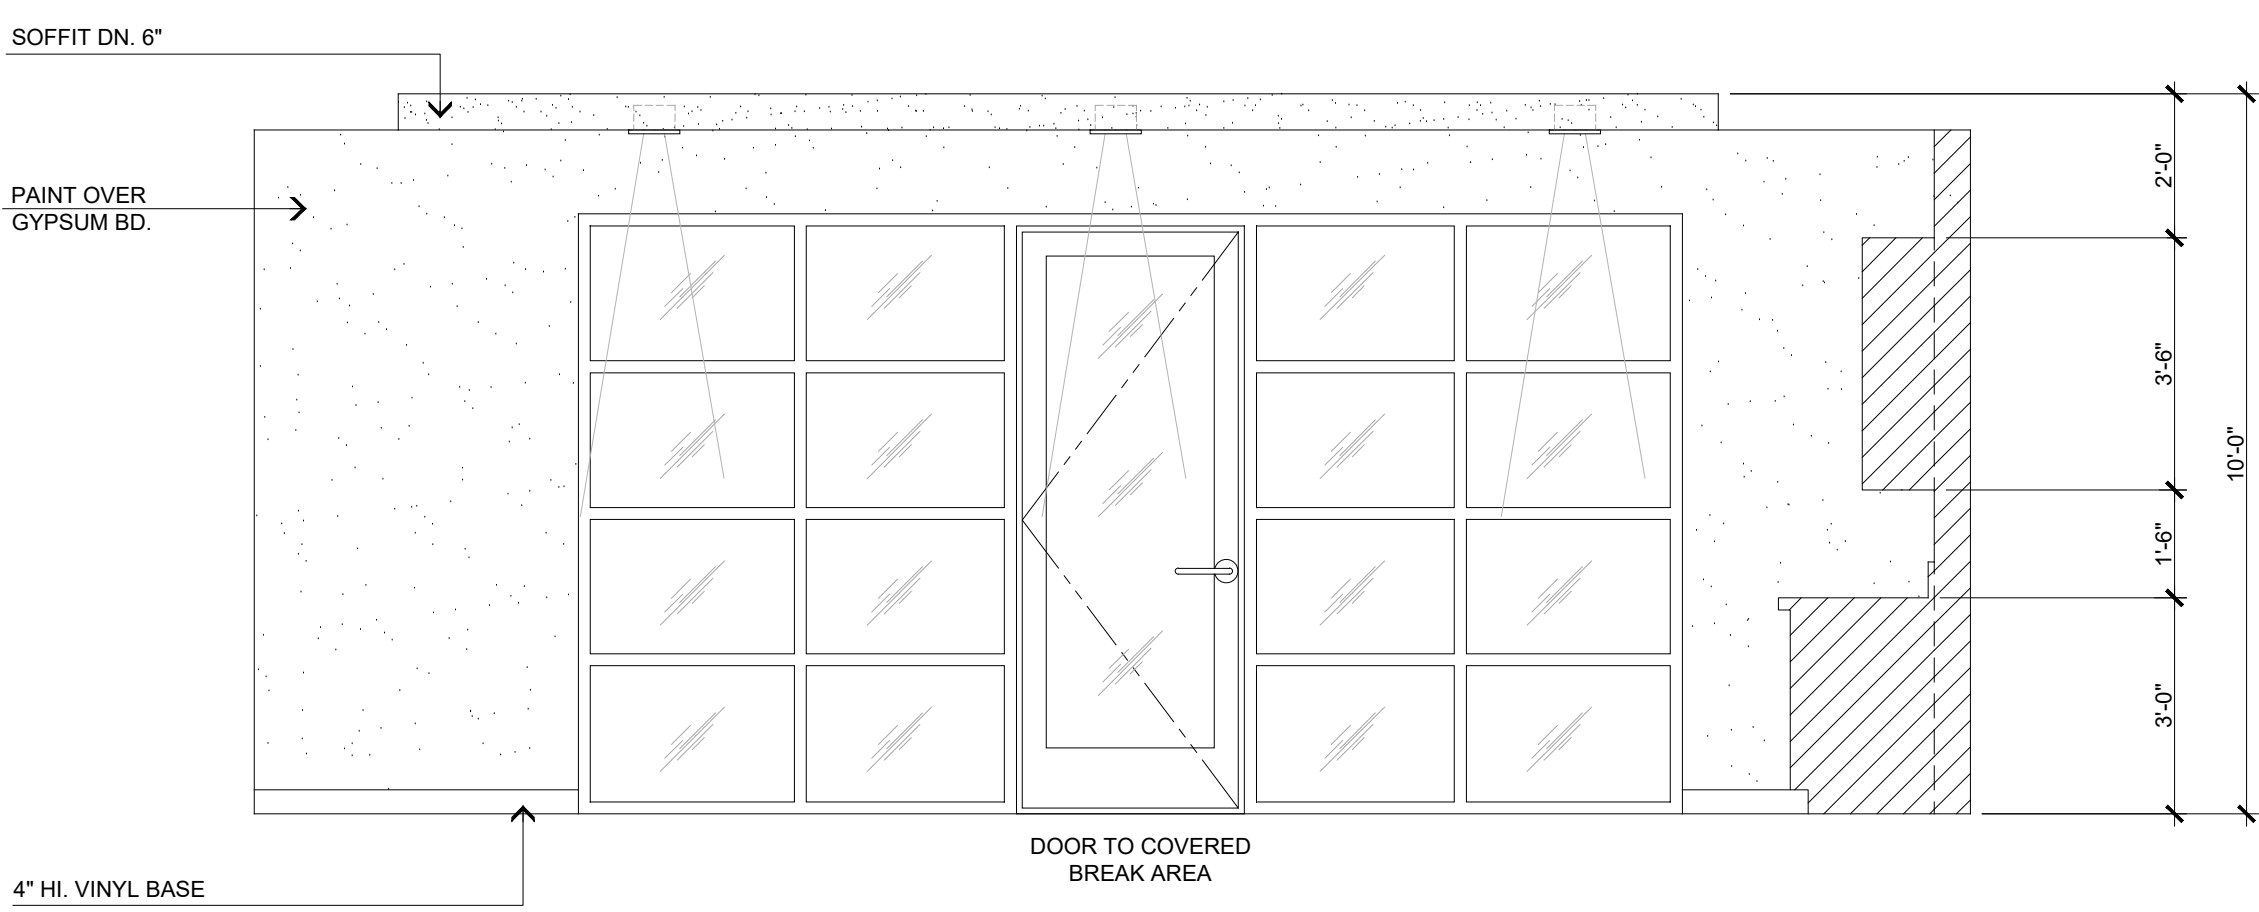 SOFFIT DN. 6"
PAINT OVER
GYPSUM BD.
2'-0"
3'-6"
10'-0"
1'-6"
3'-0"
DOOR TO COVERED
BREAK AREA
4" HI. VINYL BASE